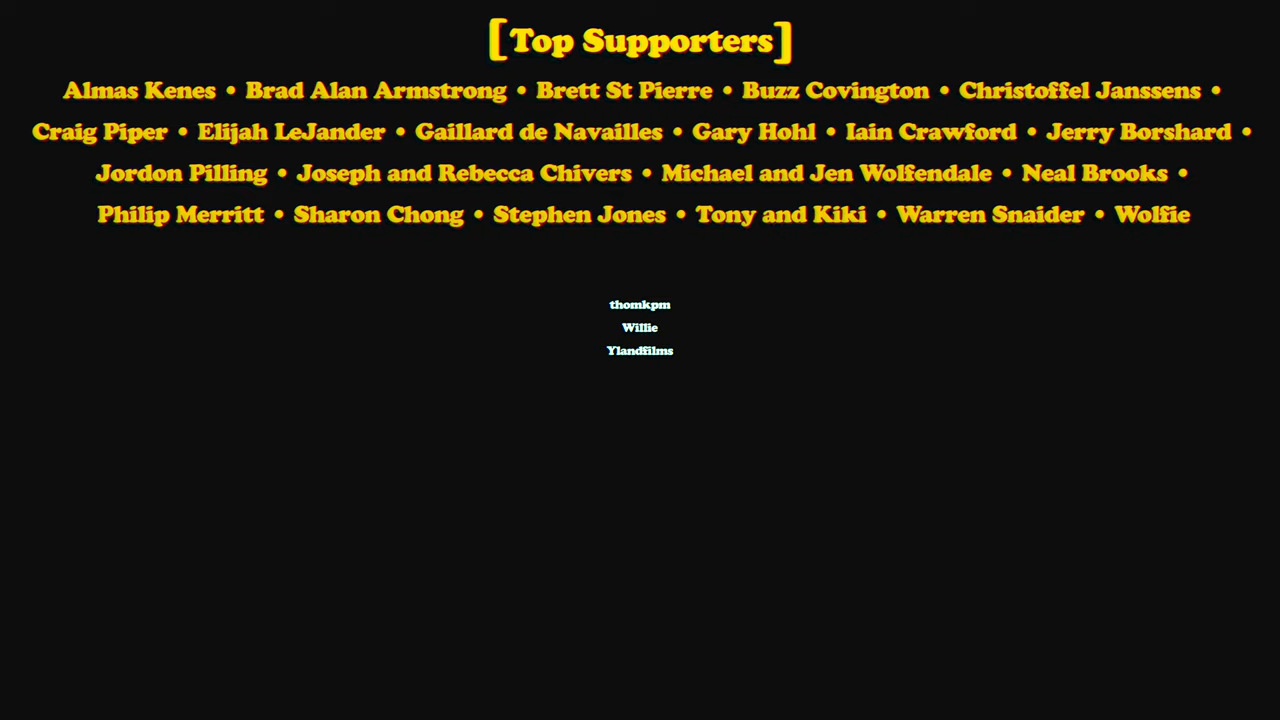 [Top Supporters]
Almas Kenes • Brad Alan Armstrong • Brett St Pierre • Buzz Covington • Christoffel Janssens •
Craig Piper • Elijah LeJander • Gaillard de Navailles • Gary Hohl • Iain Crawford • Jerry Borshard •
Jordon Pilling • Joseph and Rebecca Chivers • Michael and Jen Wolfendale • Neal Brooks •
Philip Merritt • Sharon Chong • Stephen Jones • Tony and Kiki • Warren Snaider • Wolfie
thomkpm
Willie
Ylandfilms